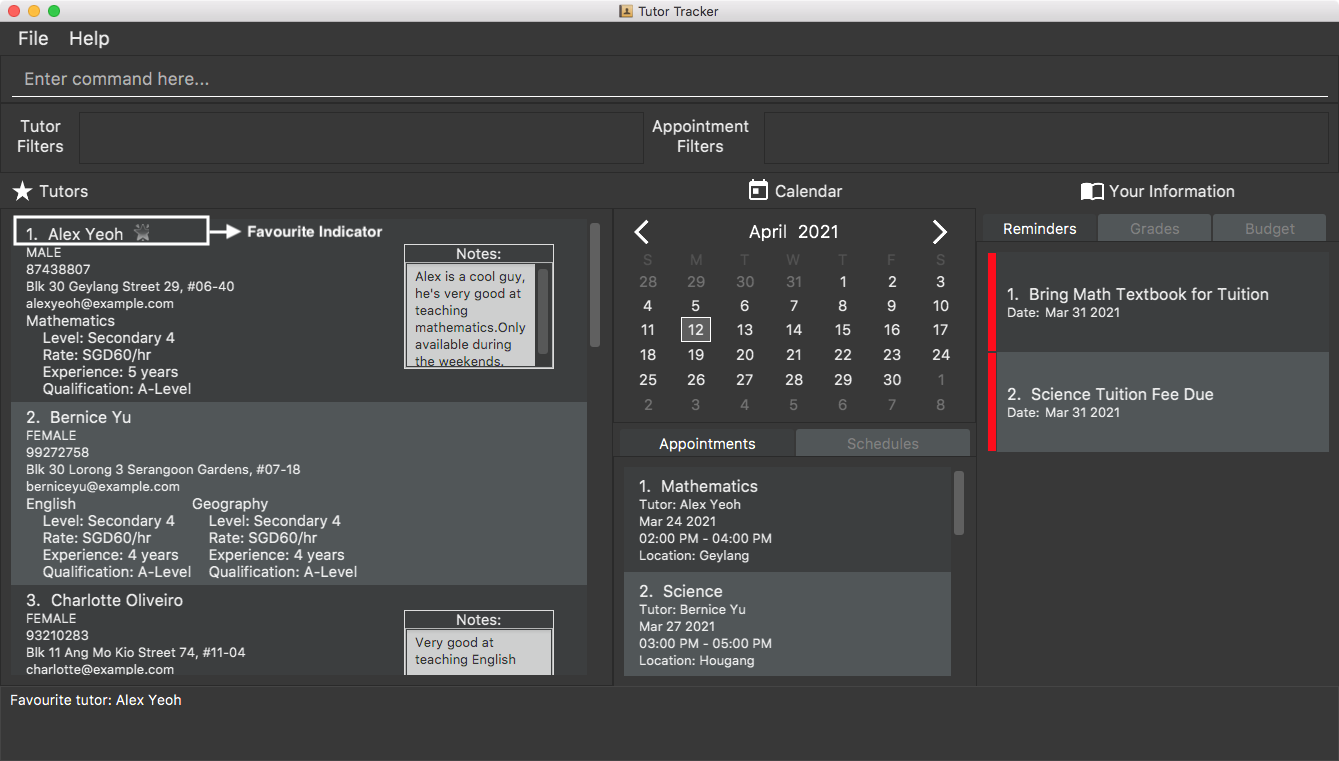 Tutor Tracker
File Help
Enter command here...
Tutor
Filters
Appointment
Filters
Tutors
1. Alex Yeoh
Favourite Indicator
MALE
87438807
Blk 30 Geylang Street 29, #06-40
alexyeoh@example.com
Mathematics
Level: Secondary 4
Rate: SGD60/hr
Experience: 5 years
Qualification: A-Level
Notes:
Alex is a cool guy,
he's very good at
teaching
mathematics.Only
available during
the weekends.
2. Bernice Yu
FEMALE
99272758
Blk 30 Lorong 3 Serangoon Gardens, #07-18
berniceyu@example.com
English
Level: Secondary 4
Rate: SGD60/hr
Experience: 4 years
Qualification: A-Level
Geography
Level: Secondary 4
Rate: SGD60/hr
Experience: 4 years
Qualification: A-Level
3. Charlotte Oliveiro
FEMALE
93210283
Blk 11 Ang Mo Kio Street 74, #11-04
charlotte@example.com
Notes:
Very good at
teaching English
Calendar
April 2021
S M T W T F S
28 29 30 31 1 2 3
4 5 6 7 8 9 10
11 12 13 14 15 16 17
18 19 20 21 22 23 24
25 26 27 28 29 30 1
2 3 4 5 6 7 8
Appointments Schedules
1. Mathematics
Tutor: Alex Yeoh
Mar 24 2021
02:00 PM - 04:00 PM
Location: Geylang
2. Science
Tutor: Bernice Yu
Mar 27 2021
03:00 PM - 05:00 PM
Location: Hougang
Your Information
Reminders Grades Budget
1. Bring Math Textbook for Tuition
Date: Mar 31 2021
2. Science Tuition Fee Due
Date: Mar 31 2021
Favourite tutor: Alex Yeoh